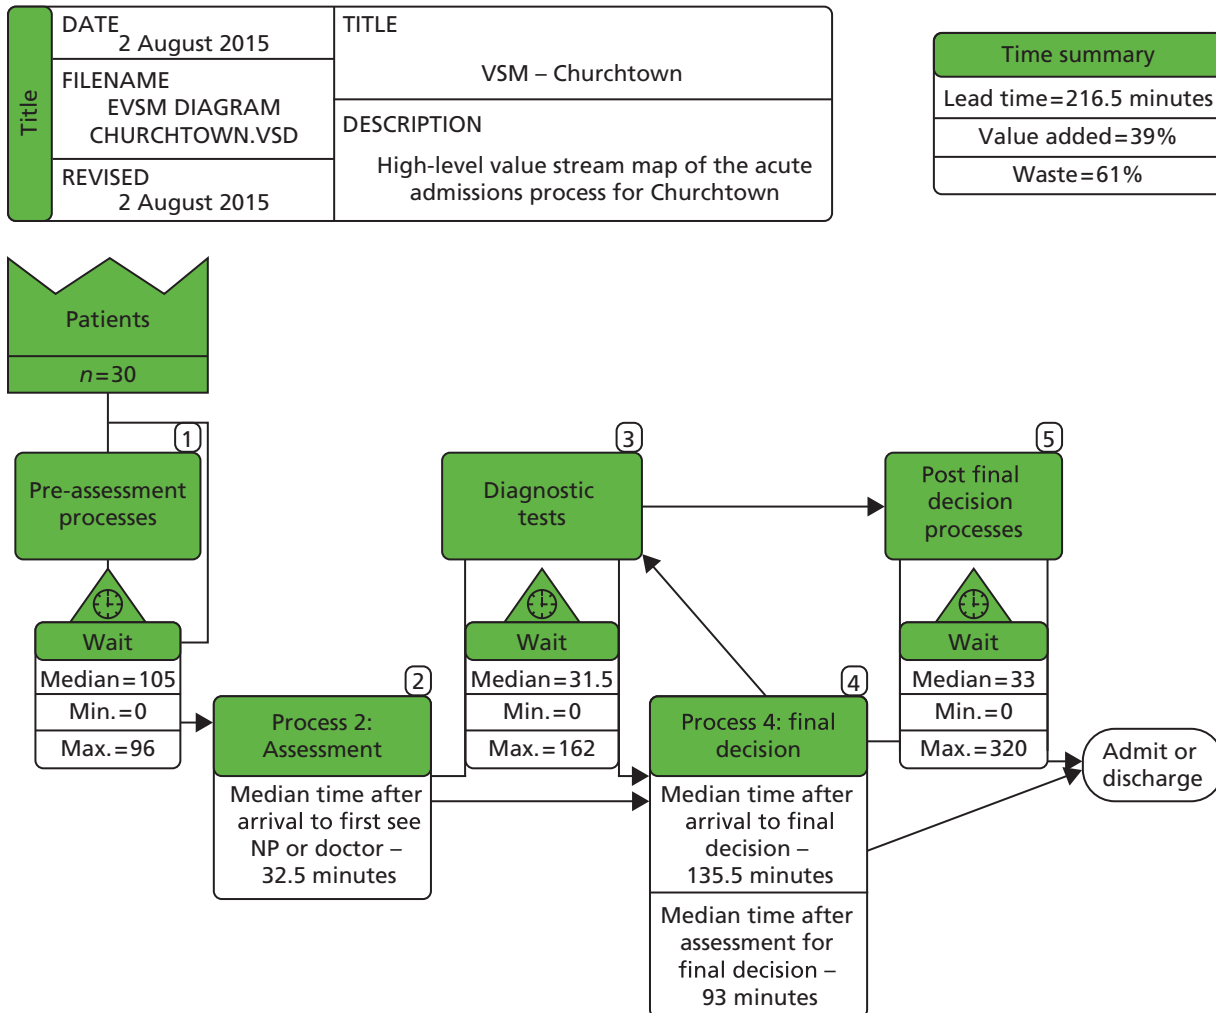 Title
DATE
2 August 2015
FILENAME
EVSM DIAGRAM
CHURCHTOWN.VSD
REVISED
2 August 2015
TITLE
VSM – Churchtown
DESCRIPTION
High-level value stream map of the acute
admissions process for Churchtown
Time summary
Lead time=216.5 minutes
Value added=39%
Waste=61%
Patients
n=30
1
Pre-assessment
processes
Wait
Median=105
Min.=0
Max.=96
2
Process 2:
Assessment
Median time after
arrival to first see
NP or doctor –
32.5 minutes
3
Diagnostic
tests
Wait
Median=31.5
Min.=0
Max.=162
4
Process 4: final
decision
Median time after
arrival to final
decision –
135.5 minutes
Median time after
assessment for
final decision –
93 minutes
5
Post final
decision
processes
Wait
Median=33
Min.=0
Max.=320
Admit or
discharge